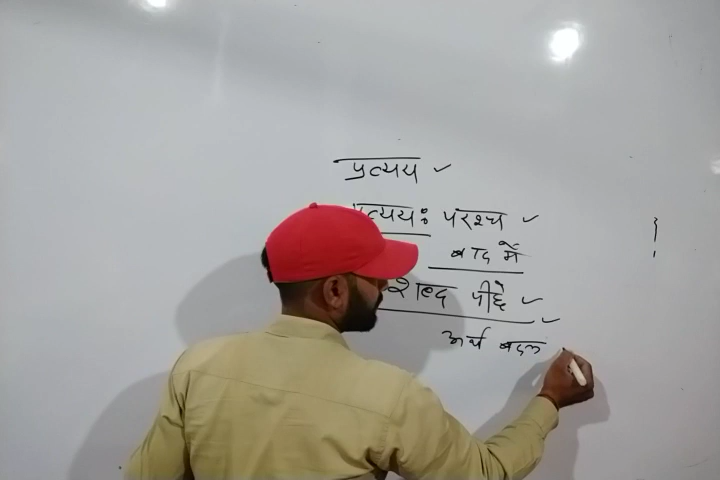 प्रत्यय ✓
प्रत्यय: परश्च ✓
बाद में
शब्द पीछे ✓
अर्थ बदल